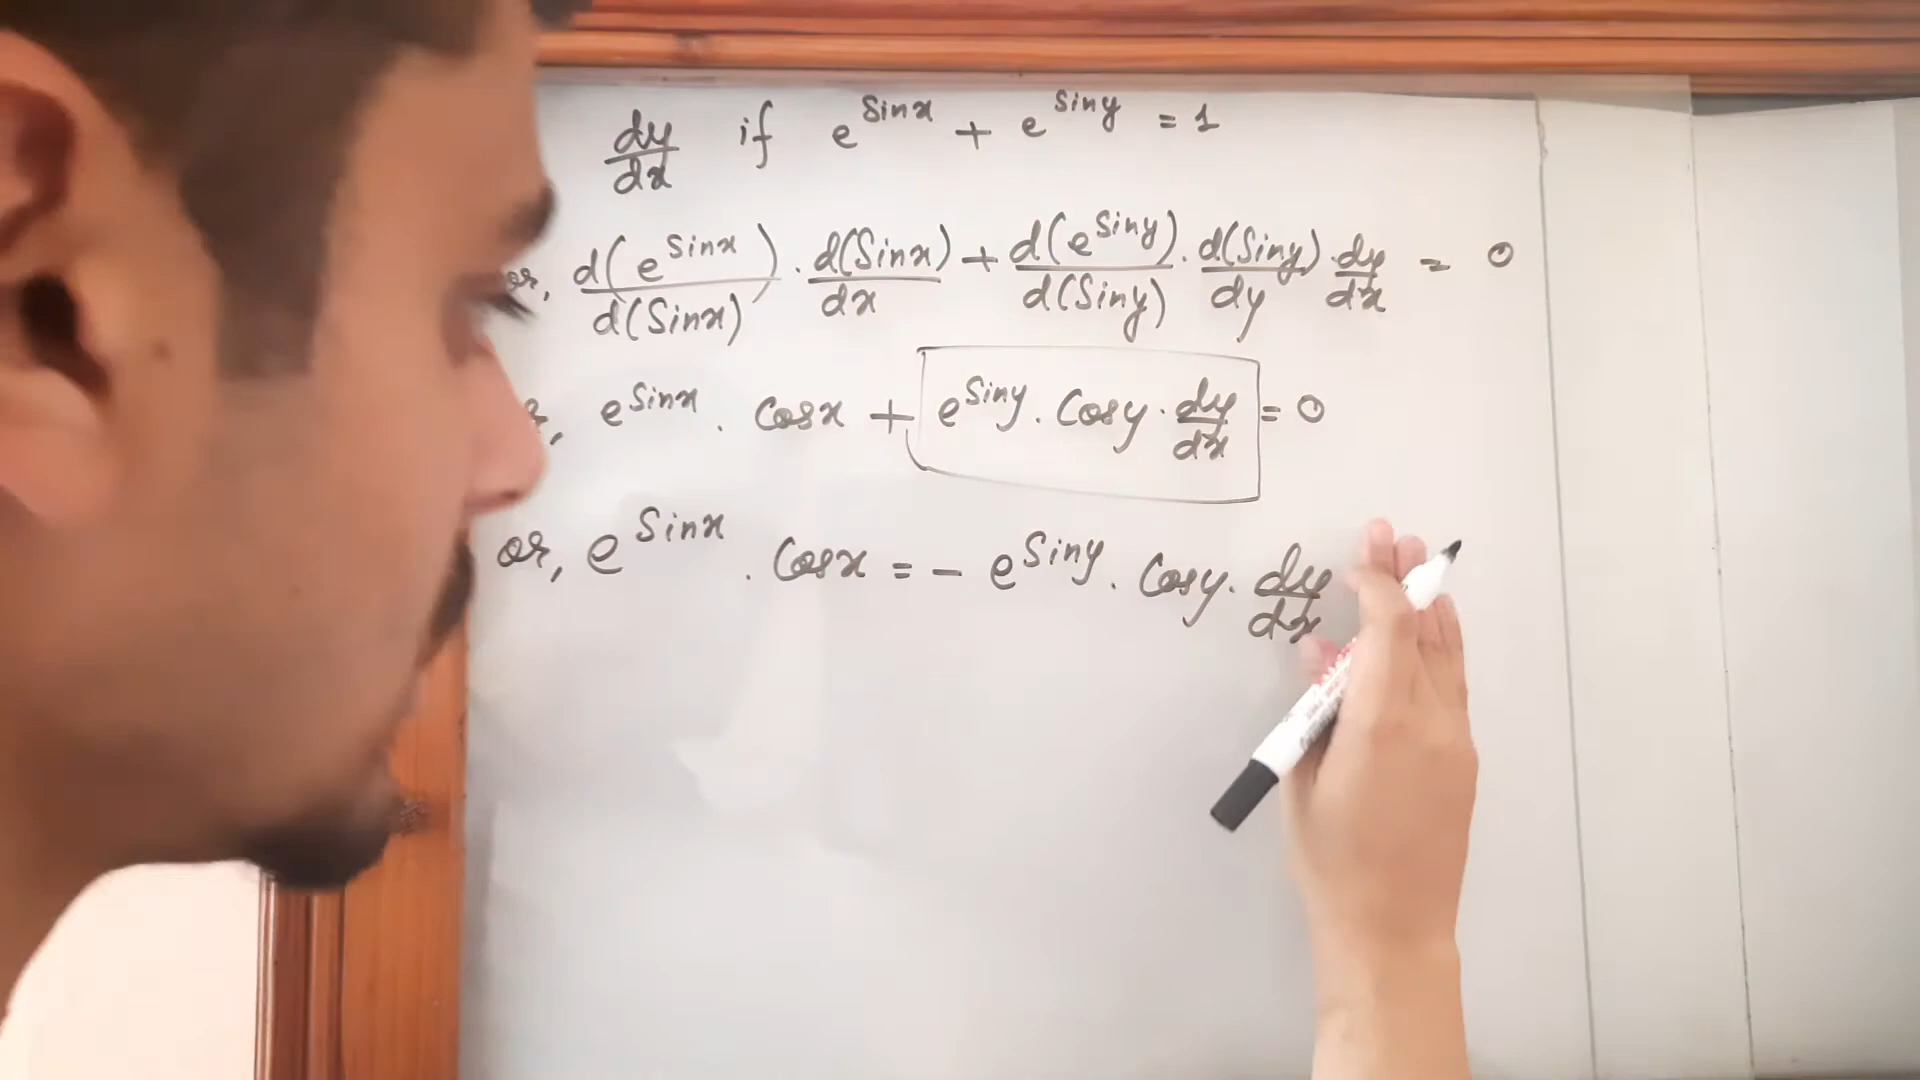 dy/dx if e^Sinx + e^Siny = 1
or, d(e^Sinx)/d(Sinx) . d(Sinx)/dx + d(e^Siny)/d(Siny) . d(Siny)/dy . dy/dx = 0
e^Sinx . Cosx + e^Siny . Cosy . dy/dx = 0
or, e^Sinx . Cosx = - e^Siny . Cosy . dy/dx